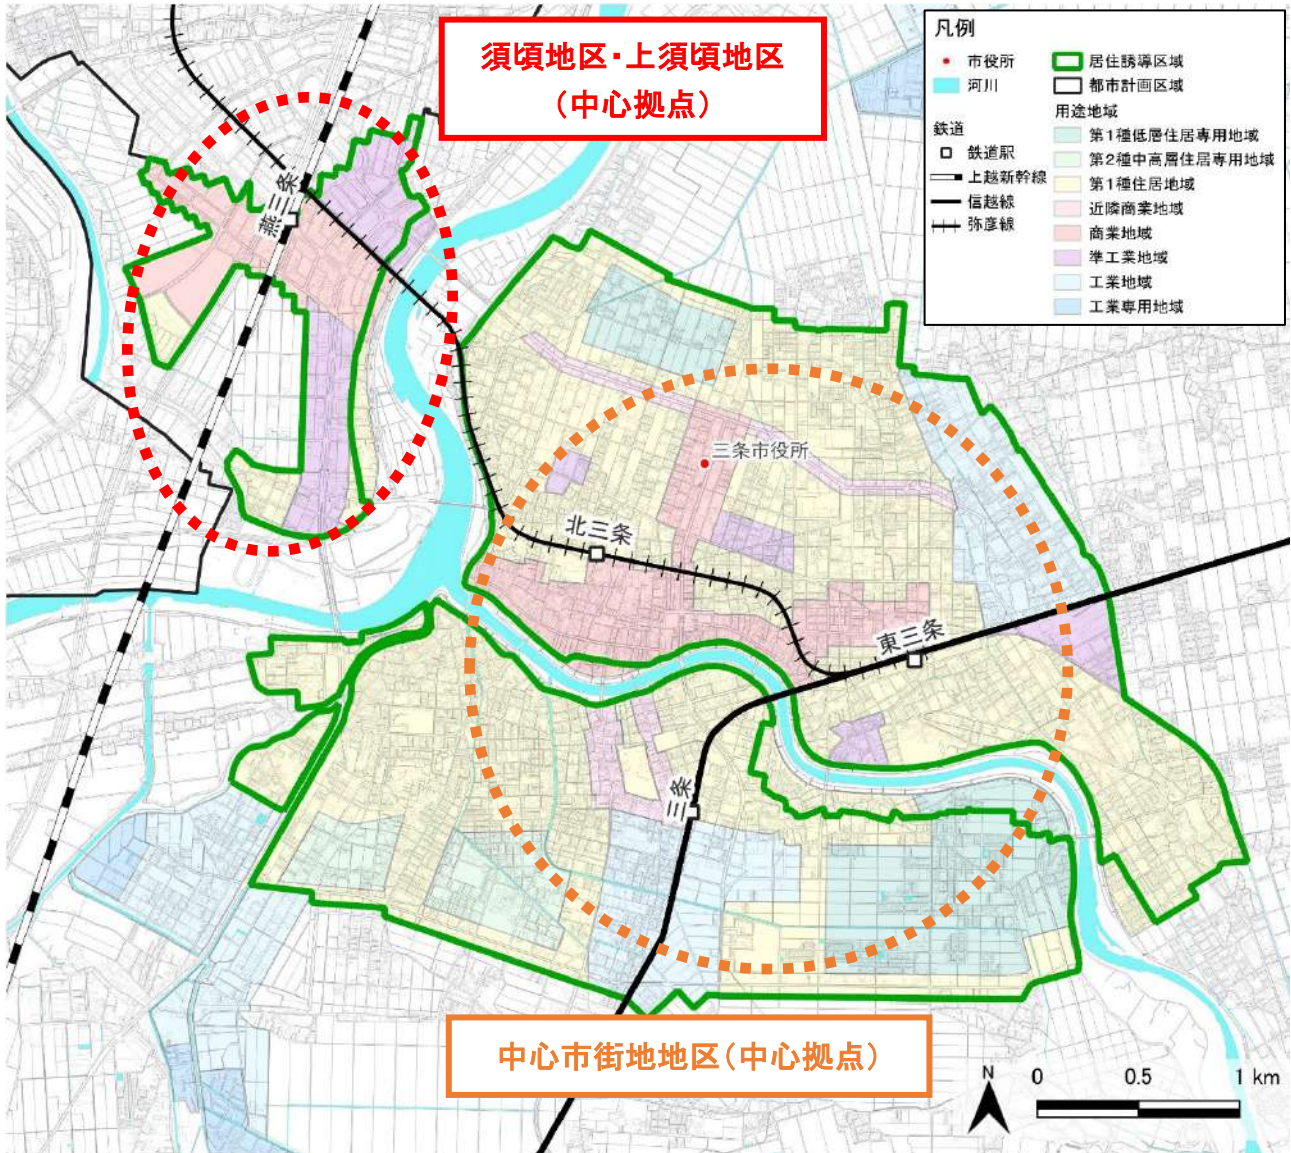 須頃地区・上須頃地区
(中心拠点)
凡例
市役所
河川
鉄道
鉄道駅
上越新幹線
信越線
弥彦線
居住誘導区域
都市計画区域
用途地域
第1種低層住居専用地域
第2種中高層住居専用地域
第1種住居地域
近隣商業地域
商業地域
準工業地域
工業地域
工業専用地域
燕三条
三条市役所
北三条
東三条
三条
中心市街地地区(中心拠点)
N
0 0.5 1 km